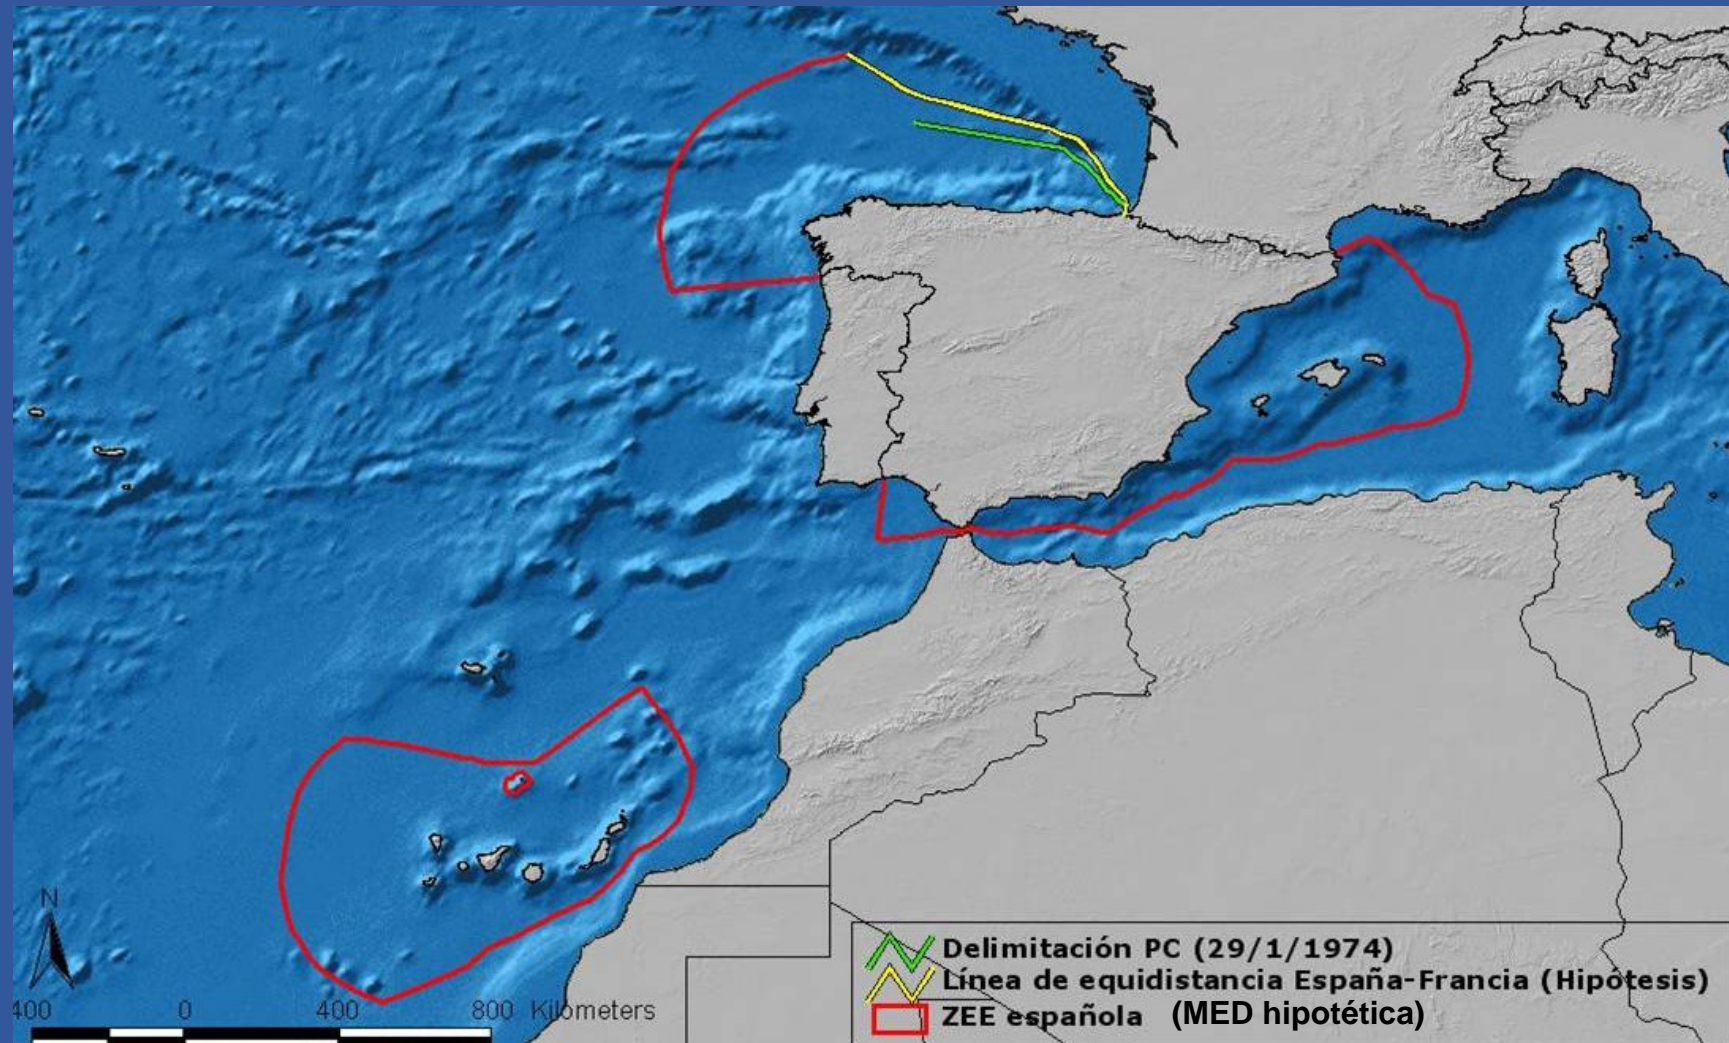 N
400 0 400 800 Kilometers
Delimitación PC (29/1/1974)
Línea de equidistancia España-Francia (Hipótesis)
ZEE española (MED hipotética)